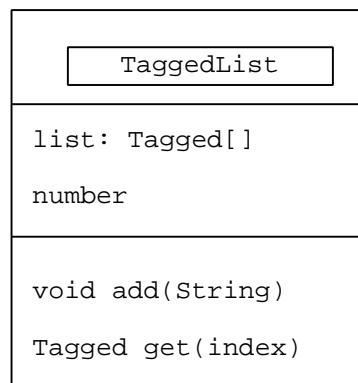 TaggedList
list: Tagged[]
number
void add(String)
Tagged get(index)